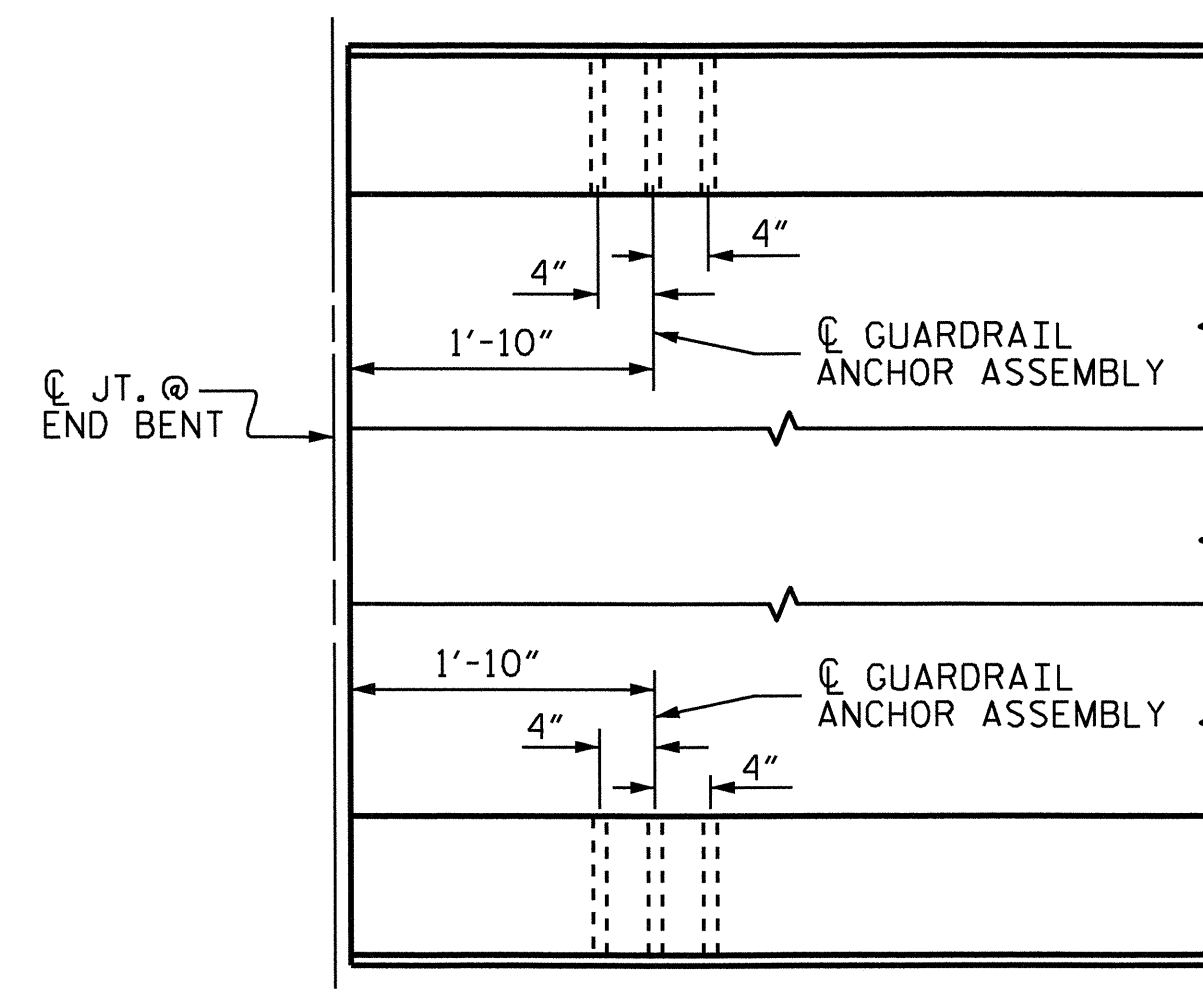 4"
4"
1'-10"
℄ GUARDRAIL
ANCHOR ASSEMBLY
℄ JT. @
END BENT
1'-10"
℄ GUARDRAIL
ANCHOR ASSEMBLY
4"
4"